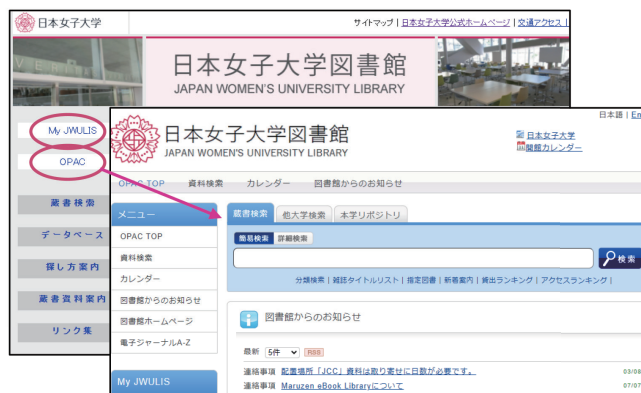 日本女子大学
サイトマップ | 日本女子大学公式ホームページ | 交通アクセス |
日本女子大学図書館
JAPAN WOMEN'S UNIVERSITY LIBRARY
My JWULIS
OPAC
蔵書検索
データベース
探し方案内
蔵書資料案内
リンク集
日本語 | En
日本女子大学図書館
JAPAN WOMEN'S UNIVERSITY LIBRARY
日本女子大学
開館カレンダー
OPAC TOP 資料検索 カレンダー 図書館からのお知らせ
メニュー
OPAC TOP
資料検索
カレンダー
図書館からのお知らせ
図書館ホームページ
電子ジャーナルA-Z
My JWULIS
蔵書検索 他大学検索 本学リポジトリ
簡易検索 詳細検索
検索
分類検索 | 雑誌タイトルリスト | 指定図書 | 新着案内 | 貸出ランキング | アクセスランキング |
図書館からのお知らせ
最新 5件 RSS
連絡事項 配置場所「JCC」資料は取り寄せに日数が必要です。 03/08
連絡事項 Maruzen eBook Libraryについて 07/07